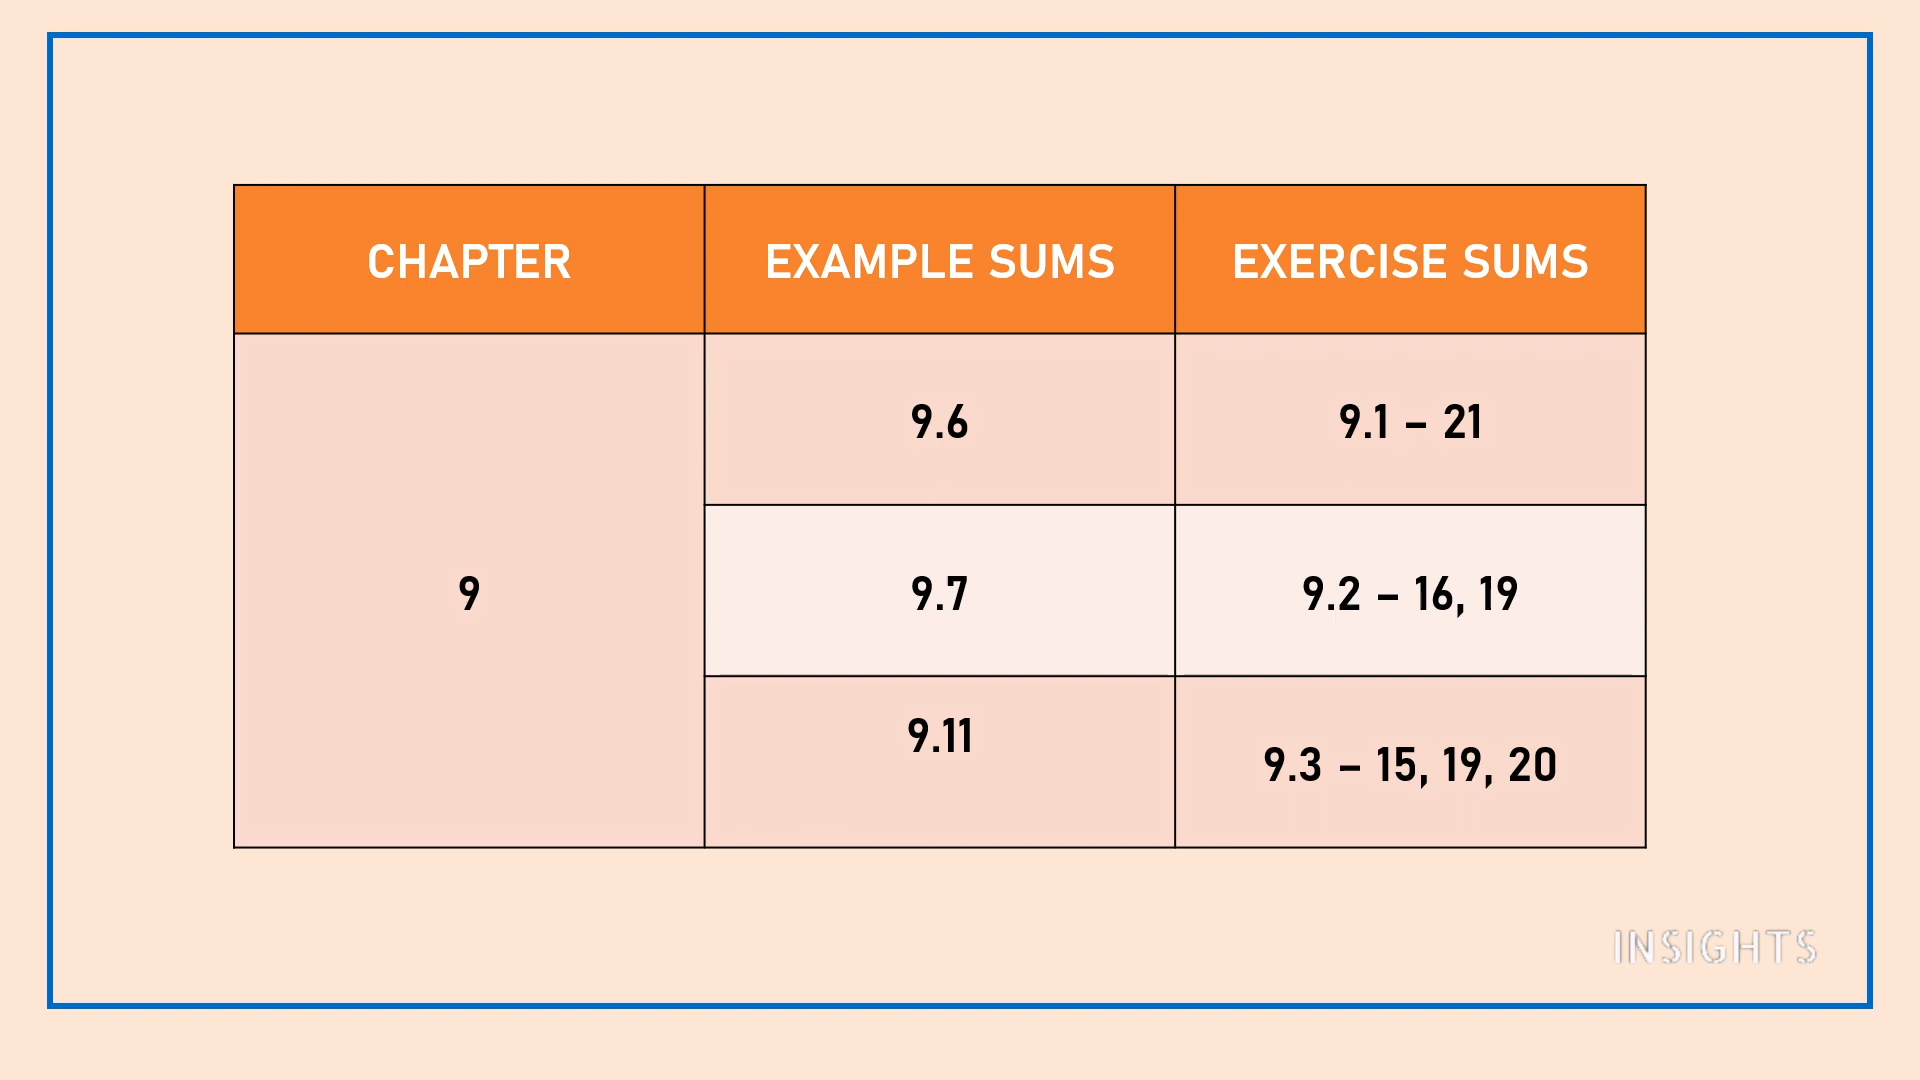 CHAPTER EXAMPLE SUMS EXERCISE SUMS
9.6 9.1 – 21
9 9.7 9.2 – 16, 19
9.11 9.3 – 15, 19, 20
INSIGHTS